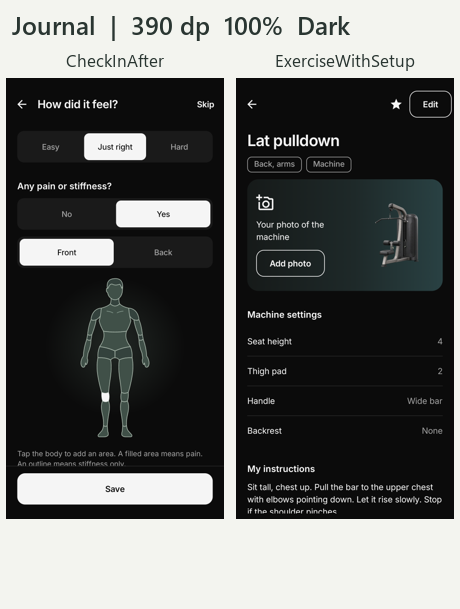 Journal | 390 dp 100% Dark
CheckInAfter
How did it feel?
Skip
Easy
Just right
Hard
Any pain or stiffness?
No
Yes
Front
Back
Tap the body to add an area. A filled area means pain.
An outline means stiffness only.
Save
ExerciseWithSetup
Edit
Lat pulldown
Back, arms
Machine
Your photo of the
machine
Add photo
Machine settings
Seat height
4
Thigh pad
2
Handle
Wide bar
Backrest
None
My instructions
Sit tall, chest up. Pull the bar to the upper chest
with elbows pointing down. Let it rise slowly. Stop
if the shoulder pinches.